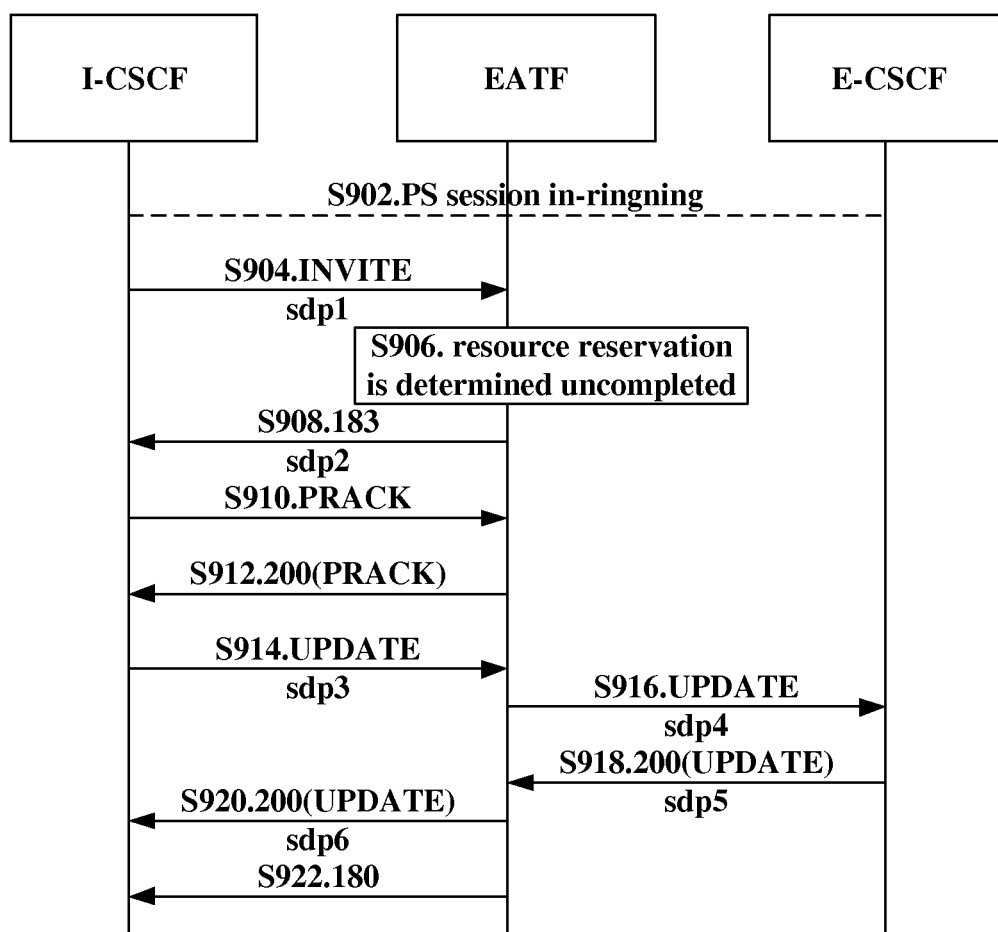 I-CSCF
EATF
E-CSCF
S902.PS session in-ringning
S904.INVITE
sdp1
S906. resource reservation
is determined uncompleted
S908.183
sdp2
S910.PRACK
S912.200(PRACK)
S914.UPDATE
sdp3
S916.UPDATE
sdp4
S918.200(UPDATE)
sdp5
S920.200(UPDATE)
sdp6
S922.180